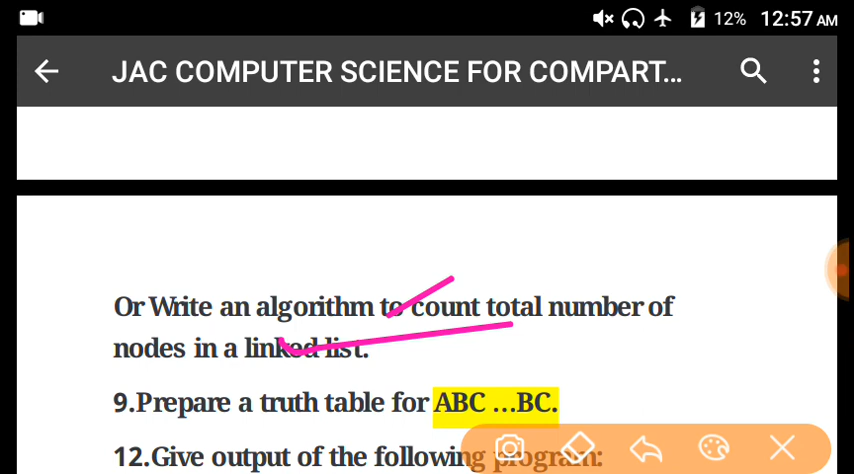 12% 12:57 AM
JAC COMPUTER SCIENCE FOR COMPART...
Or Write an algorithm to count total number of
nodes in a linked list.
9.Prepare a truth table for ABC ...BC.
12.Give output of the following program: